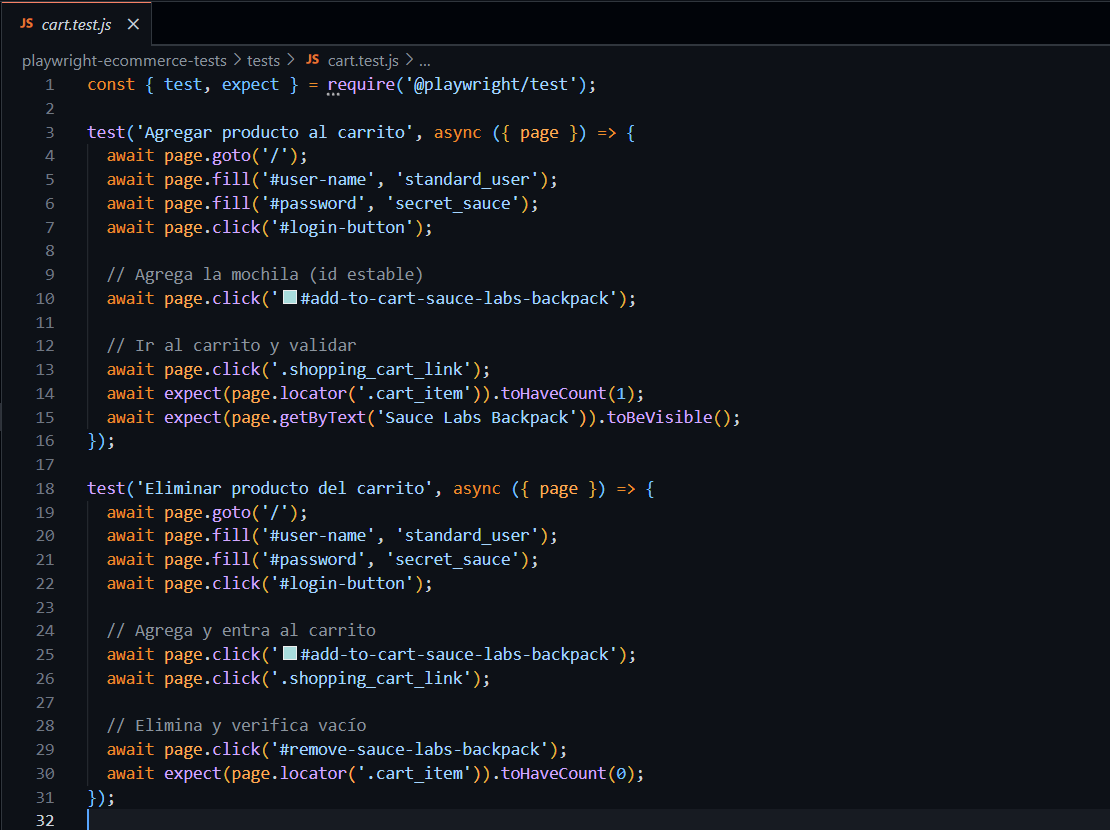 JS cart.test.js ×
playwright-ecommerce-tests > tests > JS cart.test.js > ...
1 const { test, expect } = require('@playwright/test');
2
3 test('Agregar producto al carrito', async ({ page }) => {
4 await page.goto('/');
5 await page.fill('#user-name', 'standard_user');
6 await page.fill('#password', 'secret_sauce');
7 await page.click('#login-button');
8
9 // Agrega la mochila (id estable)
10 await page.click('#add-to-cart-sauce-labs-backpack');
11
12 // Ir al carrito y validar
13 await page.click('.shopping_cart_link');
14 await expect(page.locator('.cart_item')).toHaveCount(1);
15 await expect(page.getByText('Sauce Labs Backpack')).toBeVisible();
16 });
17
18 test('Eliminar producto del carrito', async ({ page }) => {
19 await page.goto('/');
20 await page.fill('#user-name', 'standard_user');
21 await page.fill('#password', 'secret_sauce');
22 await page.click('#login-button');
23
24 // Agrega y entra al carrito
25 await page.click('#add-to-cart-sauce-labs-backpack');
26 await page.click('.shopping_cart_link');
27
28 // Elimina y verifica vacío
29 await page.click('#remove-sauce-labs-backpack');
30 await expect(page.locator('.cart_item')).toHaveCount(0);
31 });
32